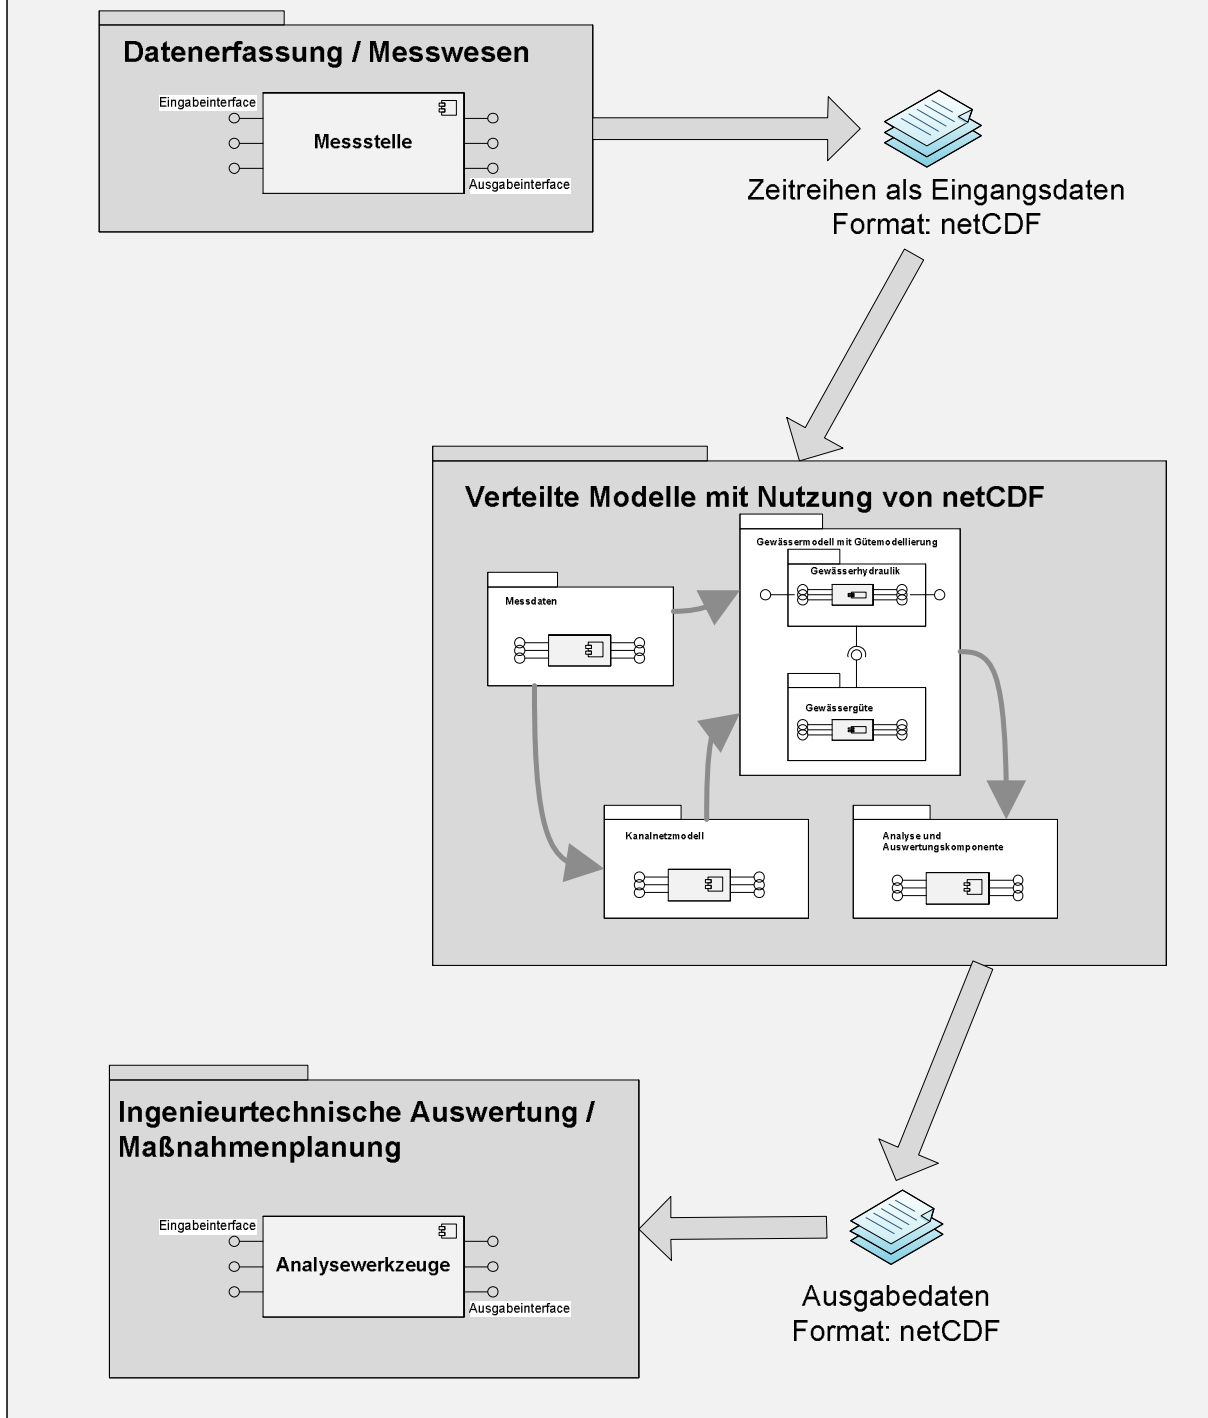 Datenerfassung / Messwesen
Eingabeinterface
Messstelle
Ausgabeinterface
Zeitreihen als Eingangsdaten
Format: netCDF
Verteilte Modelle mit Nutzung von netCDF
Gewässermodell mit Gütemodellierung
Gewässerhydraulik
Messdaten
Gewässergüte
Kanalnetzmodell
Analyse und
Auswertungskomponente
Ingenieurtechnische Auswertung /
Maßnahmenplanung
Eingabeinterface
Analysewerkzeuge
Ausgabeinterface
Ausgabedaten
Format: netCDF